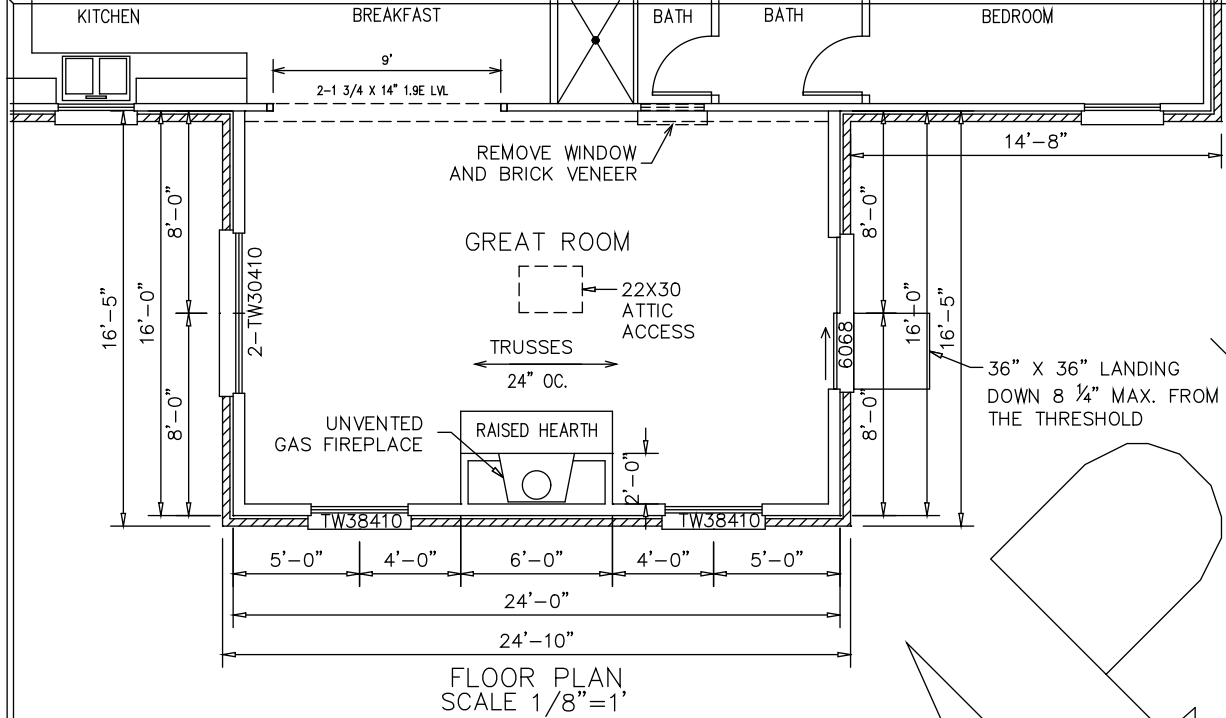 KITCHEN
BREAKFAST
BATH
BATH
BEDROOM
9'
2-1 3/4 X 14" 1.9E LVL
REMOVE WINDOW
AND BRICK VENEER
14'-8"
8'-0"
8'-0"
16'-0"
16'-5"
2-TW30410
GREAT ROOM
22X30
ATTIC
ACCESS
TRUSSES
24" OC.
8'-0"
8'-0"
16'-0"
16'-5"
6068
36" X 36" LANDING
DOWN 8 ¼" MAX. FROM
THE THRESHOLD
UNVENTED
GAS FIREPLACE
RAISED HEARTH
2'-0"
TW38410
TW38410
5'-0"
4'-0"
6'-0"
4'-0"
5'-0"
24'-0"
24'-10"
FLOOR PLAN
SCALE 1/8"=1'